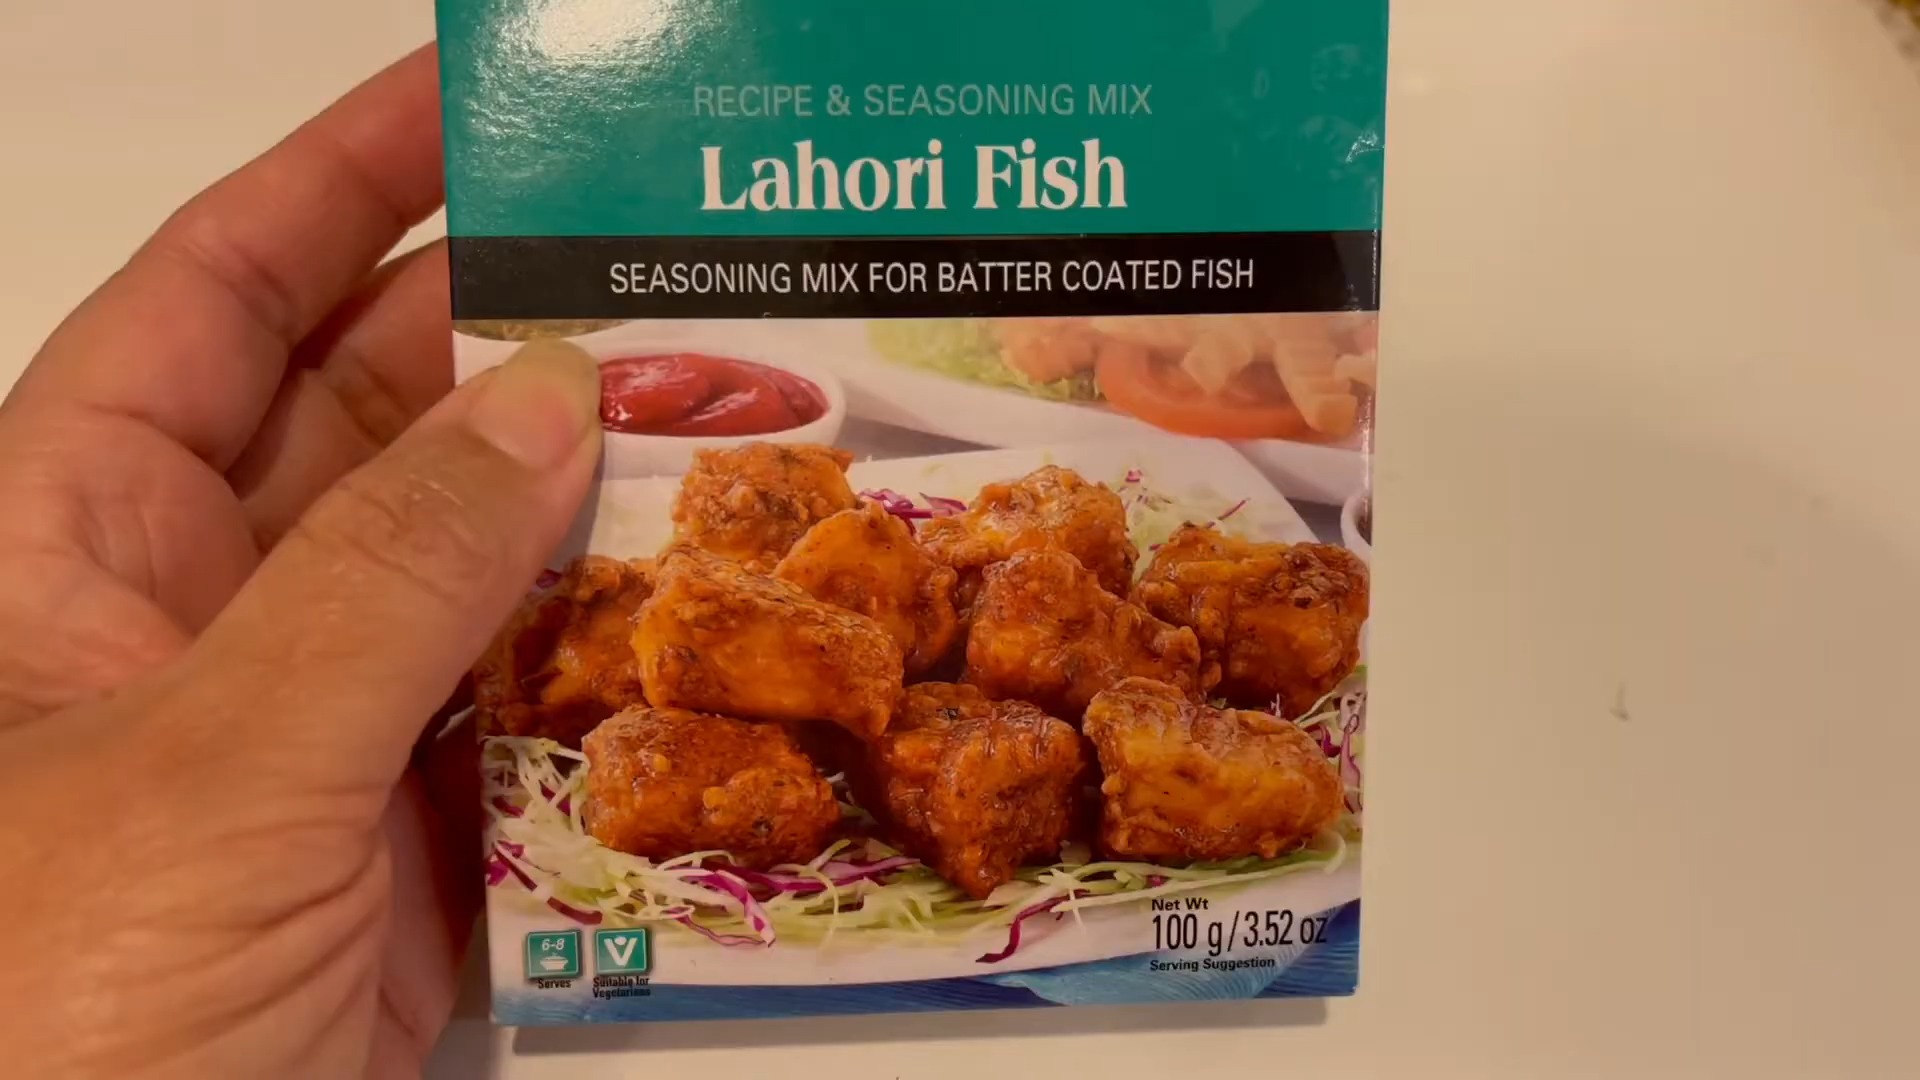 RECIPE & SEASONING MIX
Lahori Fish
SEASONING MIX FOR BATTER COATED FISH
Net Wt
100 g/3.52 oz
Serving Suggestion
6-8
Serves
V
Suitable for
Vegetarians